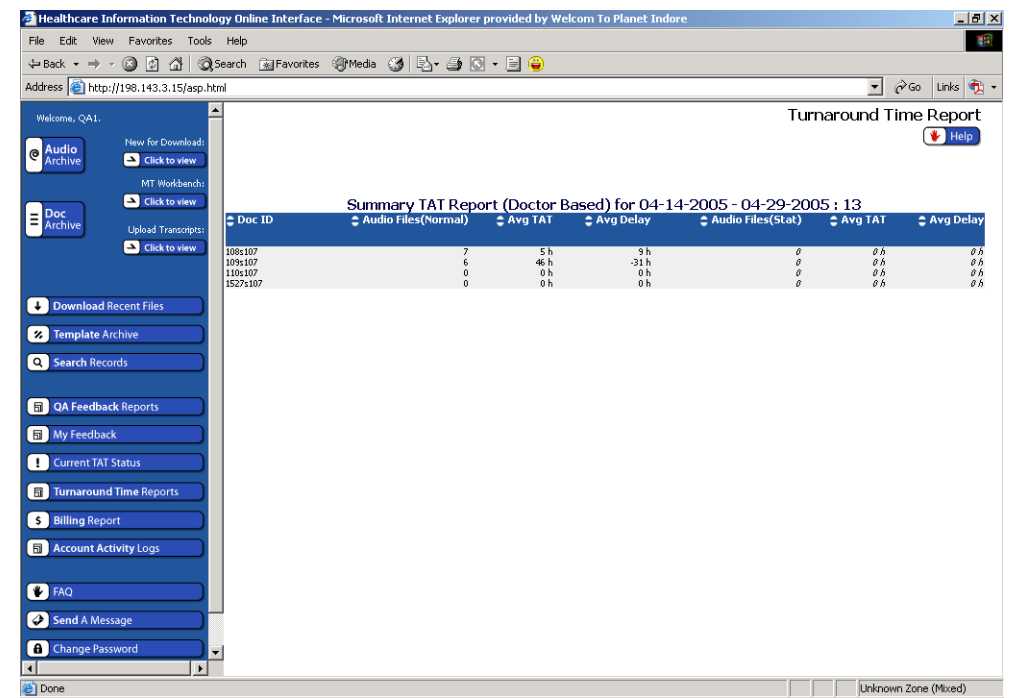 Healthcare Information Technology Online Interface - Microsoft Internet Explorer provided by Welcom To Planet Indore
File Edit View Favorites Tools Help
Back Search Favorites Media
Address http://198.143.3.15/asp.html Go Links
Welcome, QA1.
Turnaround Time Report
Help
Audio Archive
New for Download:
Click to view
MT Workbench:
Click to view
Doc Archive
Upload Transcripts:
Click to view
Summary TAT Report (Doctor Based) for 04-14-2005 - 04-29-2005 : 13
Doc ID Audio Files(Normal) Avg TAT Avg Delay Audio Files(Stat) Avg TAT Avg Delay
108s107 7 5 h 9 h 0 0 h 0 h
109s107 6 46 h -31 h 0 0 h 0 h
110s107 0 0 h 0 h 0 0 h 0 h
1527s107 0 0 h 0 h 0 0 h 0 h
Download Recent Files
Template Archive
Search Records
QA Feedback Reports
My Feedback
Current TAT Status
Turnaround Time Reports
Billing Report
Account Activity Logs
FAQ
Send A Message
Change Password
Done Unknown Zone (Mixed)